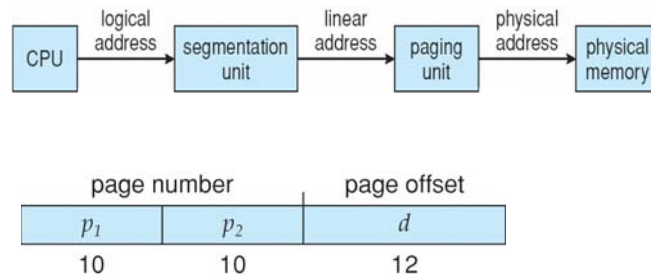 logical address
linear address
physical address
CPU
segmentation unit
paging unit
physical memory
page number
page offset
p1
p2
d
10
10
12